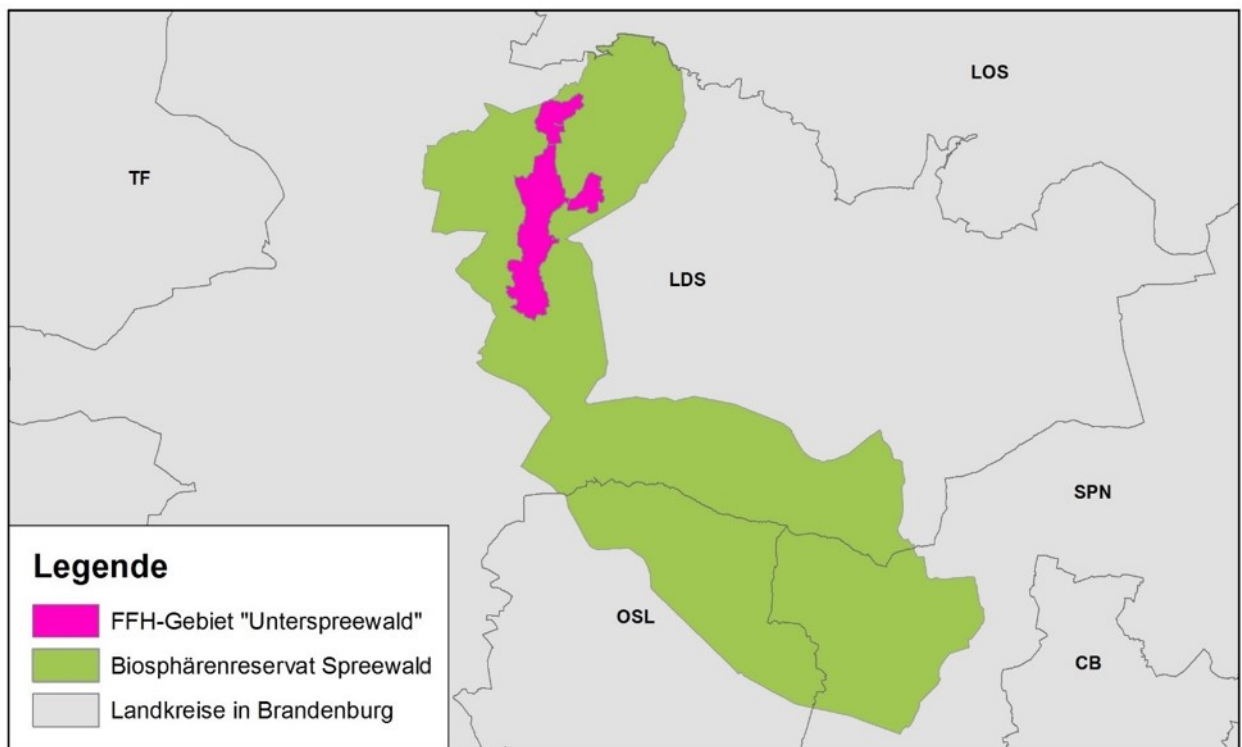 LOS
TF
LDS
SPN
OSL
CB
Legende
FFH-Gebiet "Unterspreewald"
Biosphärenreservat Spreewald
Landkreise in Brandenburg